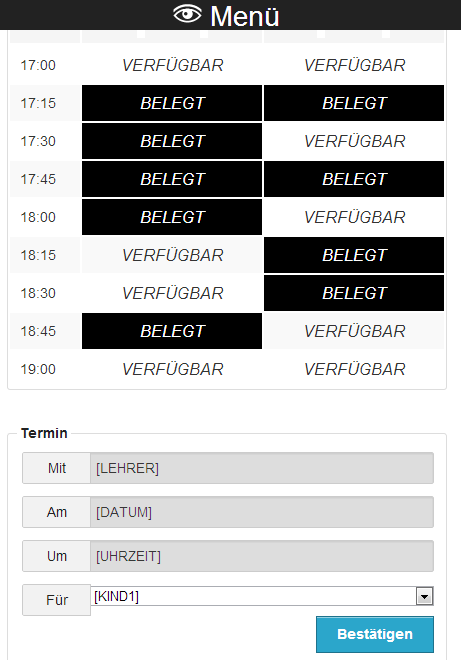 Menü
17:00 VERFÜGBAR VERFÜGBAR
17:15 BELEGT BELEGT
17:30 BELEGT VERFÜGBAR
17:45 BELEGT BELEGT
18:00 BELEGT VERFÜGBAR
18:15 VERFÜGBAR BELEGT
18:30 VERFÜGBAR BELEGT
18:45 BELEGT VERFÜGBAR
19:00 VERFÜGBAR VERFÜGBAR
Termin
Mit [LEHRER]
Am [DATUM]
Um [UHRZEIT]
Für [KIND1]
Bestätigen